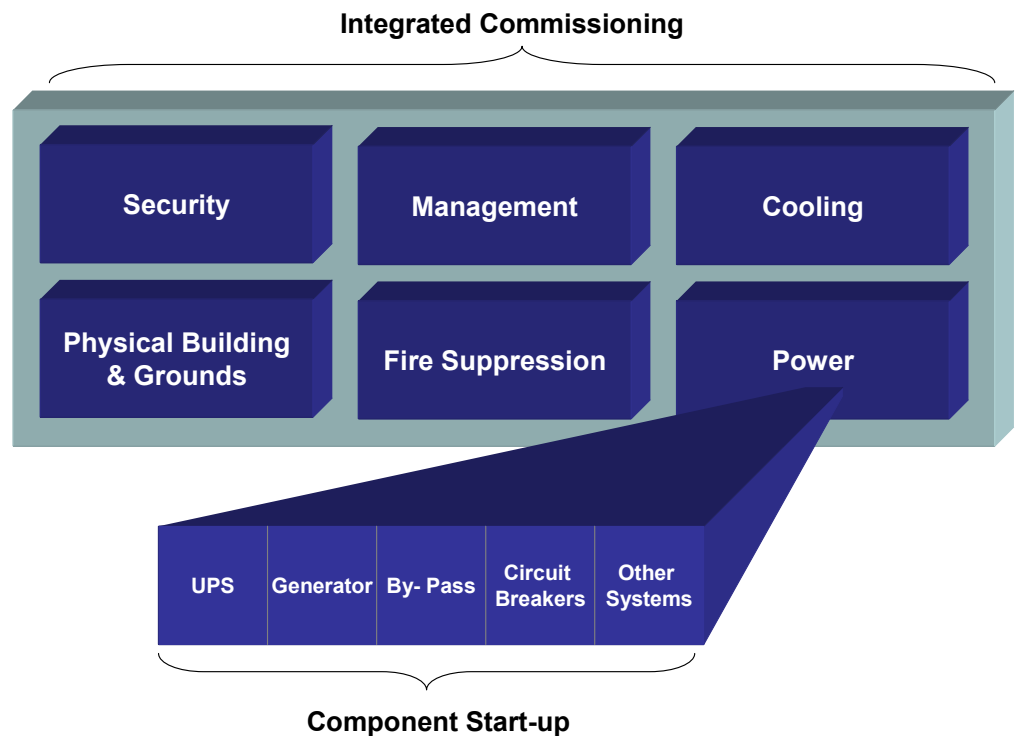 Integrated Commissioning
Security
Management
Cooling
Physical Building
& Grounds
Fire Suppression
Power
UPS
Generator
By- Pass
Circuit
Breakers
Other
Systems
Component Start-up